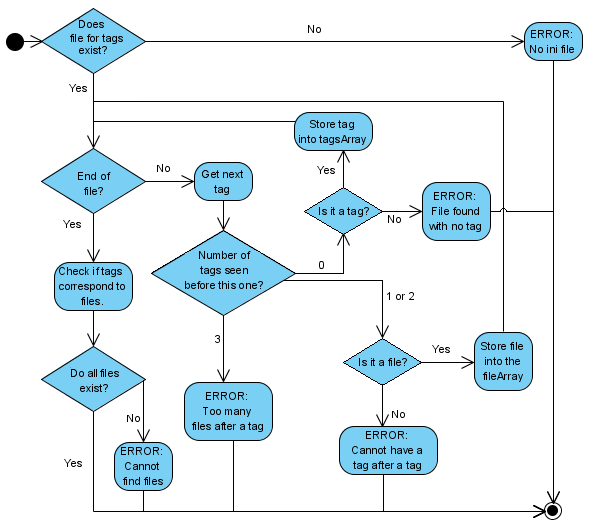 Does
file for tags
exist?
No
ERROR:
No ini file
Yes
Store tag
into tagsArray
End of
file?
No
Get next
tag
Yes
Is it a tag?
No
ERROR:
File found
with no tag
Yes
Number of
tags seen
before this one?
0
Check if tags
correspond to
files.
1 or 2
3
Is it a file?
Yes
Store file
into the
fileArray
Do all files
exist?
No
ERROR:
Too many
files after a tag
No
ERROR:
Cannot have a
tag after a tag
Yes
ERROR:
Cannot
find files